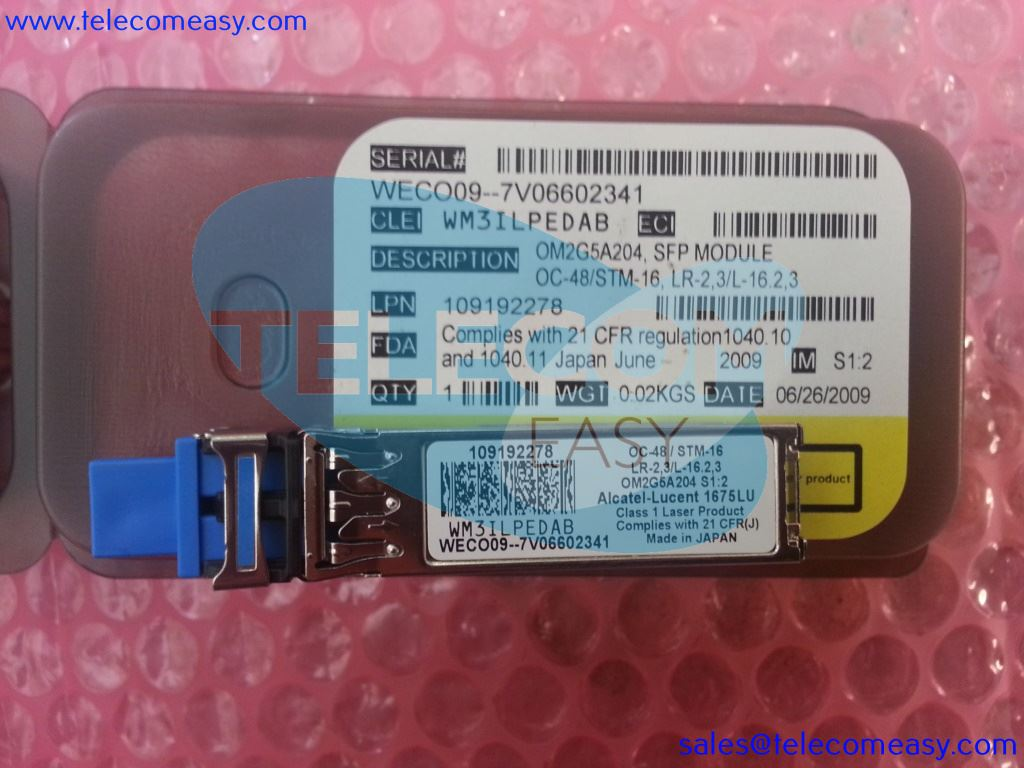 www.telecomeasy.com
SERIAL#
WECO09--7V06602341
CLEI WM3ILPEDAB ECI
DESCRIPTION OM2G5A204, SFP MODULE
OC-48/STM-16, LR-2,3/L-16.2,3
LPN 109192278
FDA Complies with 21 CFR regulation1040.10
and 1040.11 Japan June 2009 IM S1:2
QTY 1 WGT 0.02KGS DATE 06/26/2009
TELECOM
EASY
109192278
WM3ILPEDAB
WECO09--7V06602341
OC-48/ STM-16
LR-2,3/L-16.2,3
OM2G5A204 S1:2
Alcatel-Lucent 1675LU
Class 1 Laser Product
Complies with 21 CFR(J)
Made in JAPAN
product
sales@telecomeasy.com